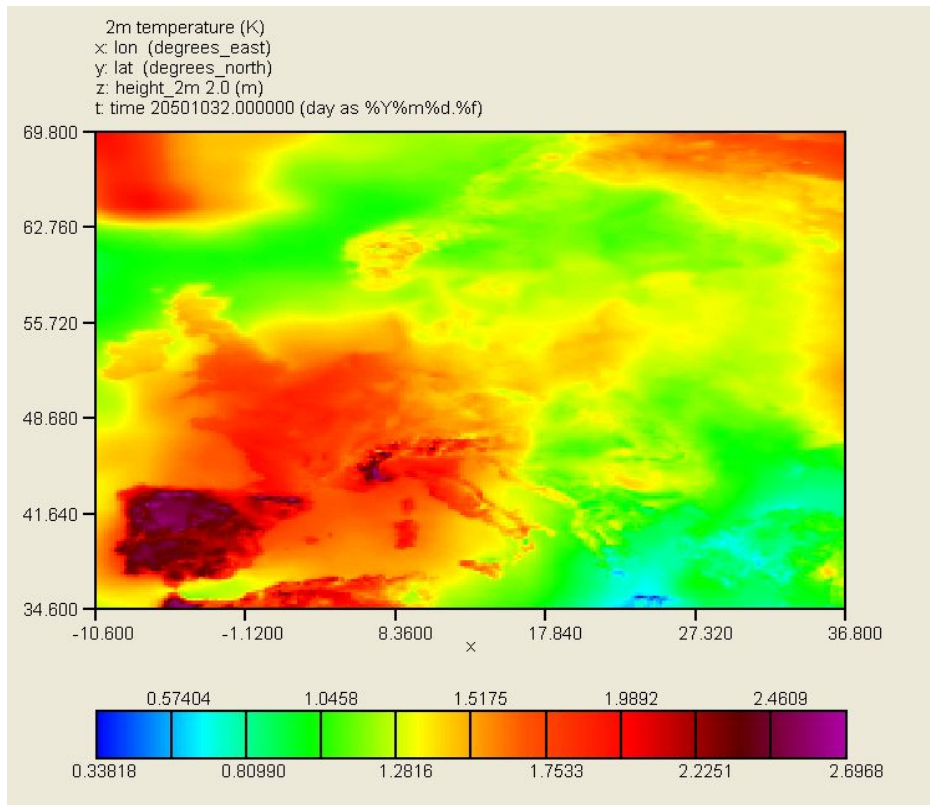 2m temperature (K)
x: lon (degrees_east)
y: lat (degrees_north)
z: height_2m 2.0 (m)
t: time 20501032.000000 (day as %Y%m%d.%f)
69.800
62.760
55.720
48.680
41.640
34.600
-10.600 -1.1200 8.3600 17.840 27.320 36.800
x
0.57404 1.0458 1.5175 1.9892 2.4609
0.33818 0.80990 1.2816 1.7533 2.2251 2.6968